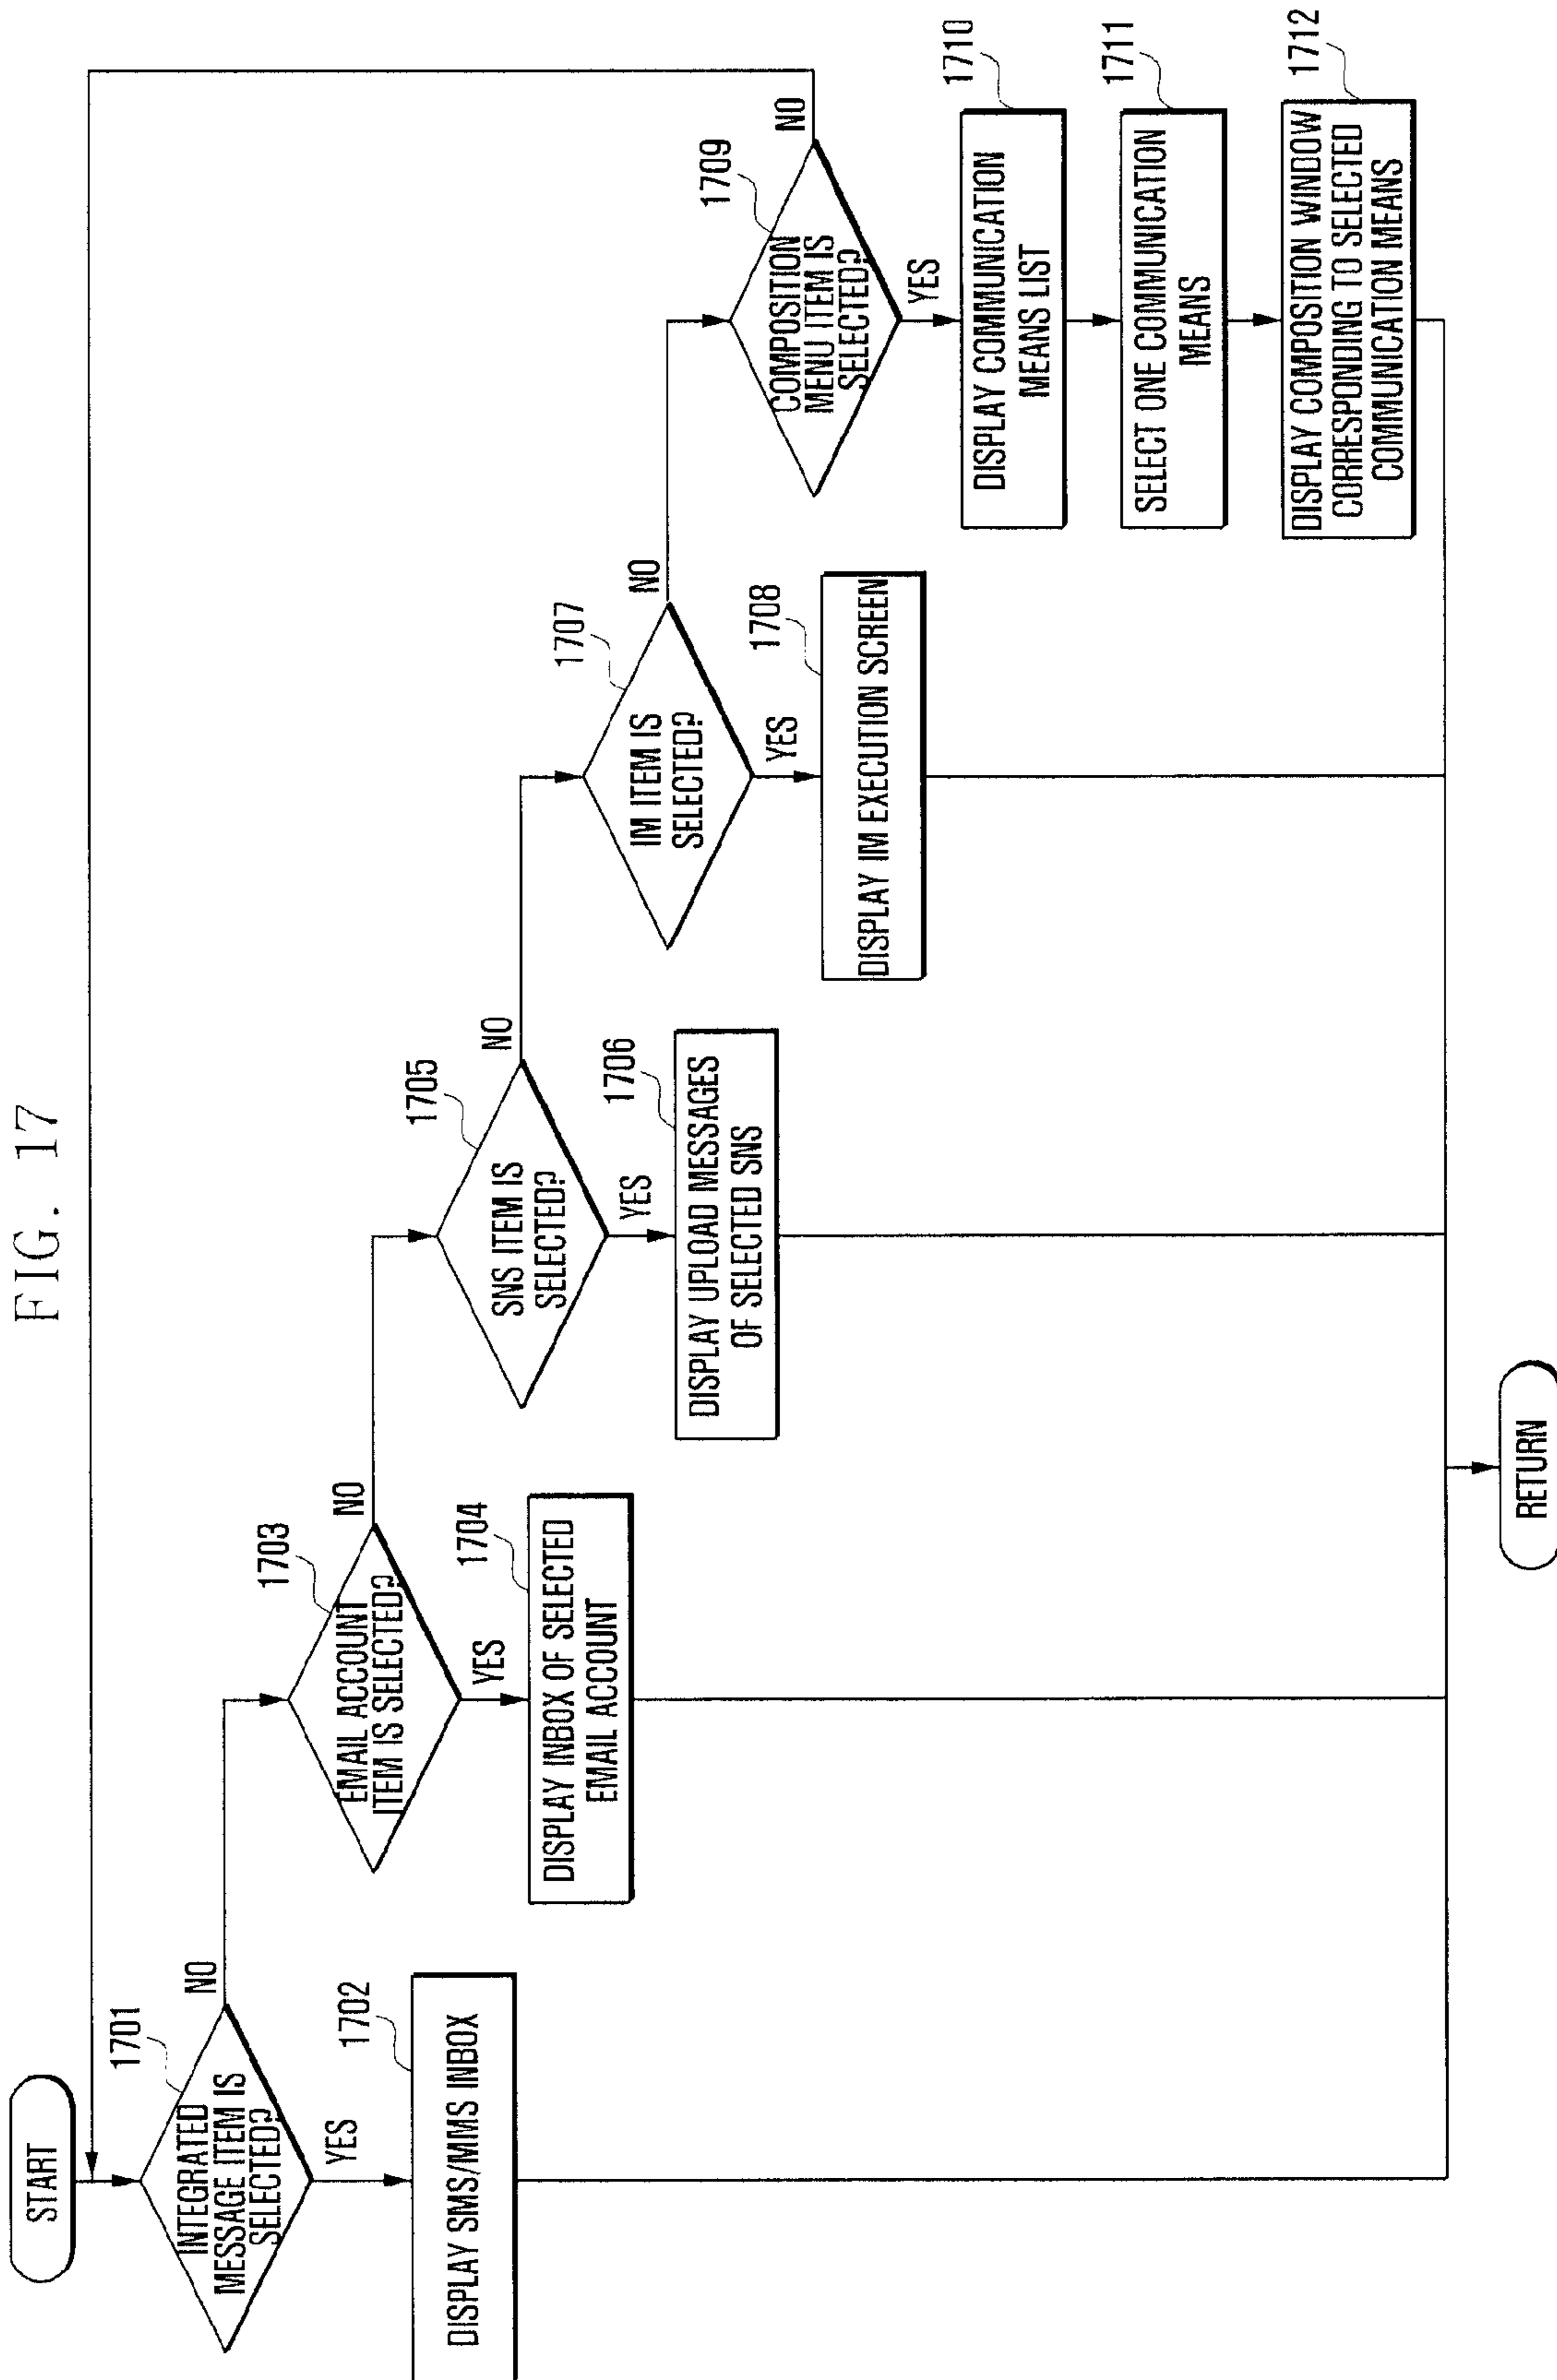 FIG. 17
START
1701
INTEGRATED
MESSAGE ITEM IS
SELECTED?
NO
YES
1702
DISPLAY SMS/MMS INBOX
1703
EMAIL ACCOUNT
ITEM IS SELECTED?
NO
YES
1704
DISPLAY INBOX OF SELECTED
EMAIL ACCOUNT
1705
SNS ITEM IS
SELECTED?
NO
YES
1706
DISPLAY UPLOAD MESSAGES
OF SELECTED SNS
1707
IM ITEM IS
SELECTED?
NO
YES
1708
DISPLAY IM EXECUTION SCREEN
1709
COMPOSITION
MENU ITEM IS
SELECTED?
NO
YES
1710
DISPLAY COMMUNICATION
MEANS LIST
1711
SELECT ONE COMMUNICATION
MEANS
1712
DISPLAY COMPOSITION WINDOW
CORRESPONDING TO SELECTED
COMMUNICATION MEANS
RETURN